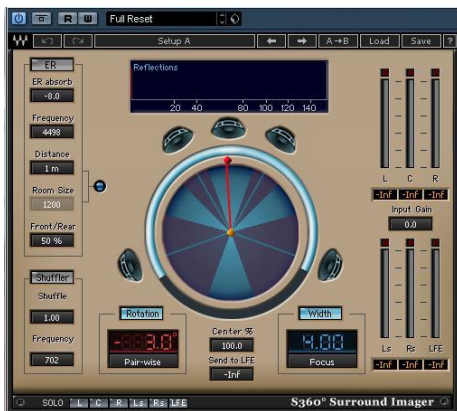 R W Full Reset
Setup A A→B Load Save ?
ER
ER absorb
-8.0
Frequency
4498
Distance
1 m
Room Size
1200
Front/Rear
50 %
Reflections
20 40 80 100 120 140
L C R
-Inf -Inf -Inf
Input Gain
0.0
Shuffler
Shuffle
1.00
Frequency
702
Rotation
-3.0°
Pair-wise
Center %
100.0
Send to LFE
-Inf
Width
4.00
Focus
Ls Rs LFE
-Inf -Inf -Inf
SOLO L C R Ls Rs LFE
S360° Surround Imager